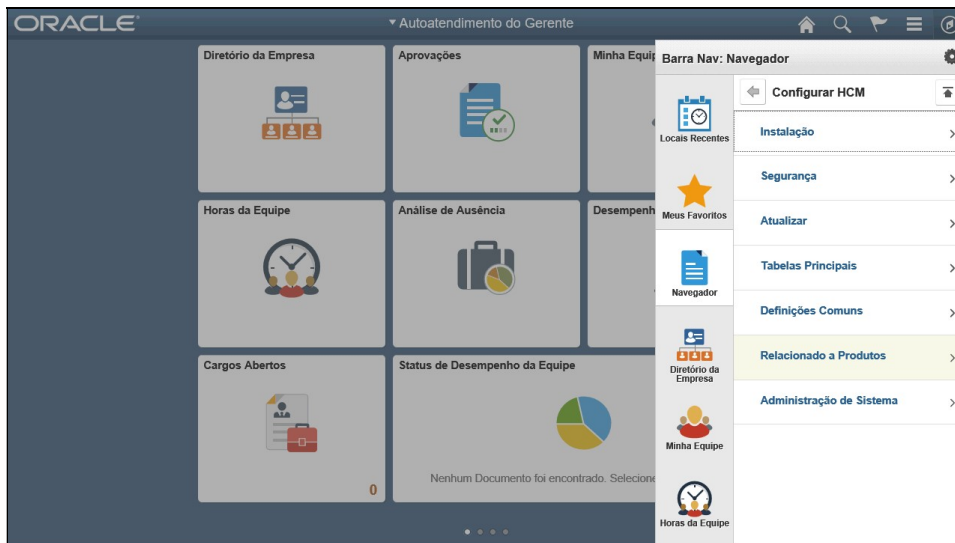 ORACLE
Autoatendimento do Gerente
Diretório da Empresa
Aprovações
Minha Equip
Horas da Equipe
Análise de Ausência
Desempenh
Cargos Abertos
0
Status de Desempenho da Equipe
Nenhum Documento foi encontrado. Selecione
Barra Nav: Navegador
Locais Recentes
Meus Favoritos
Navegador
Diretório da
Empresa
Minha Equipe
Horas da Equipe
Configurar HCM
Instalação
Segurança
Atualizar
Tabelas Principais
Definições Comuns
Relacionado a Produtos
Administração de Sistema